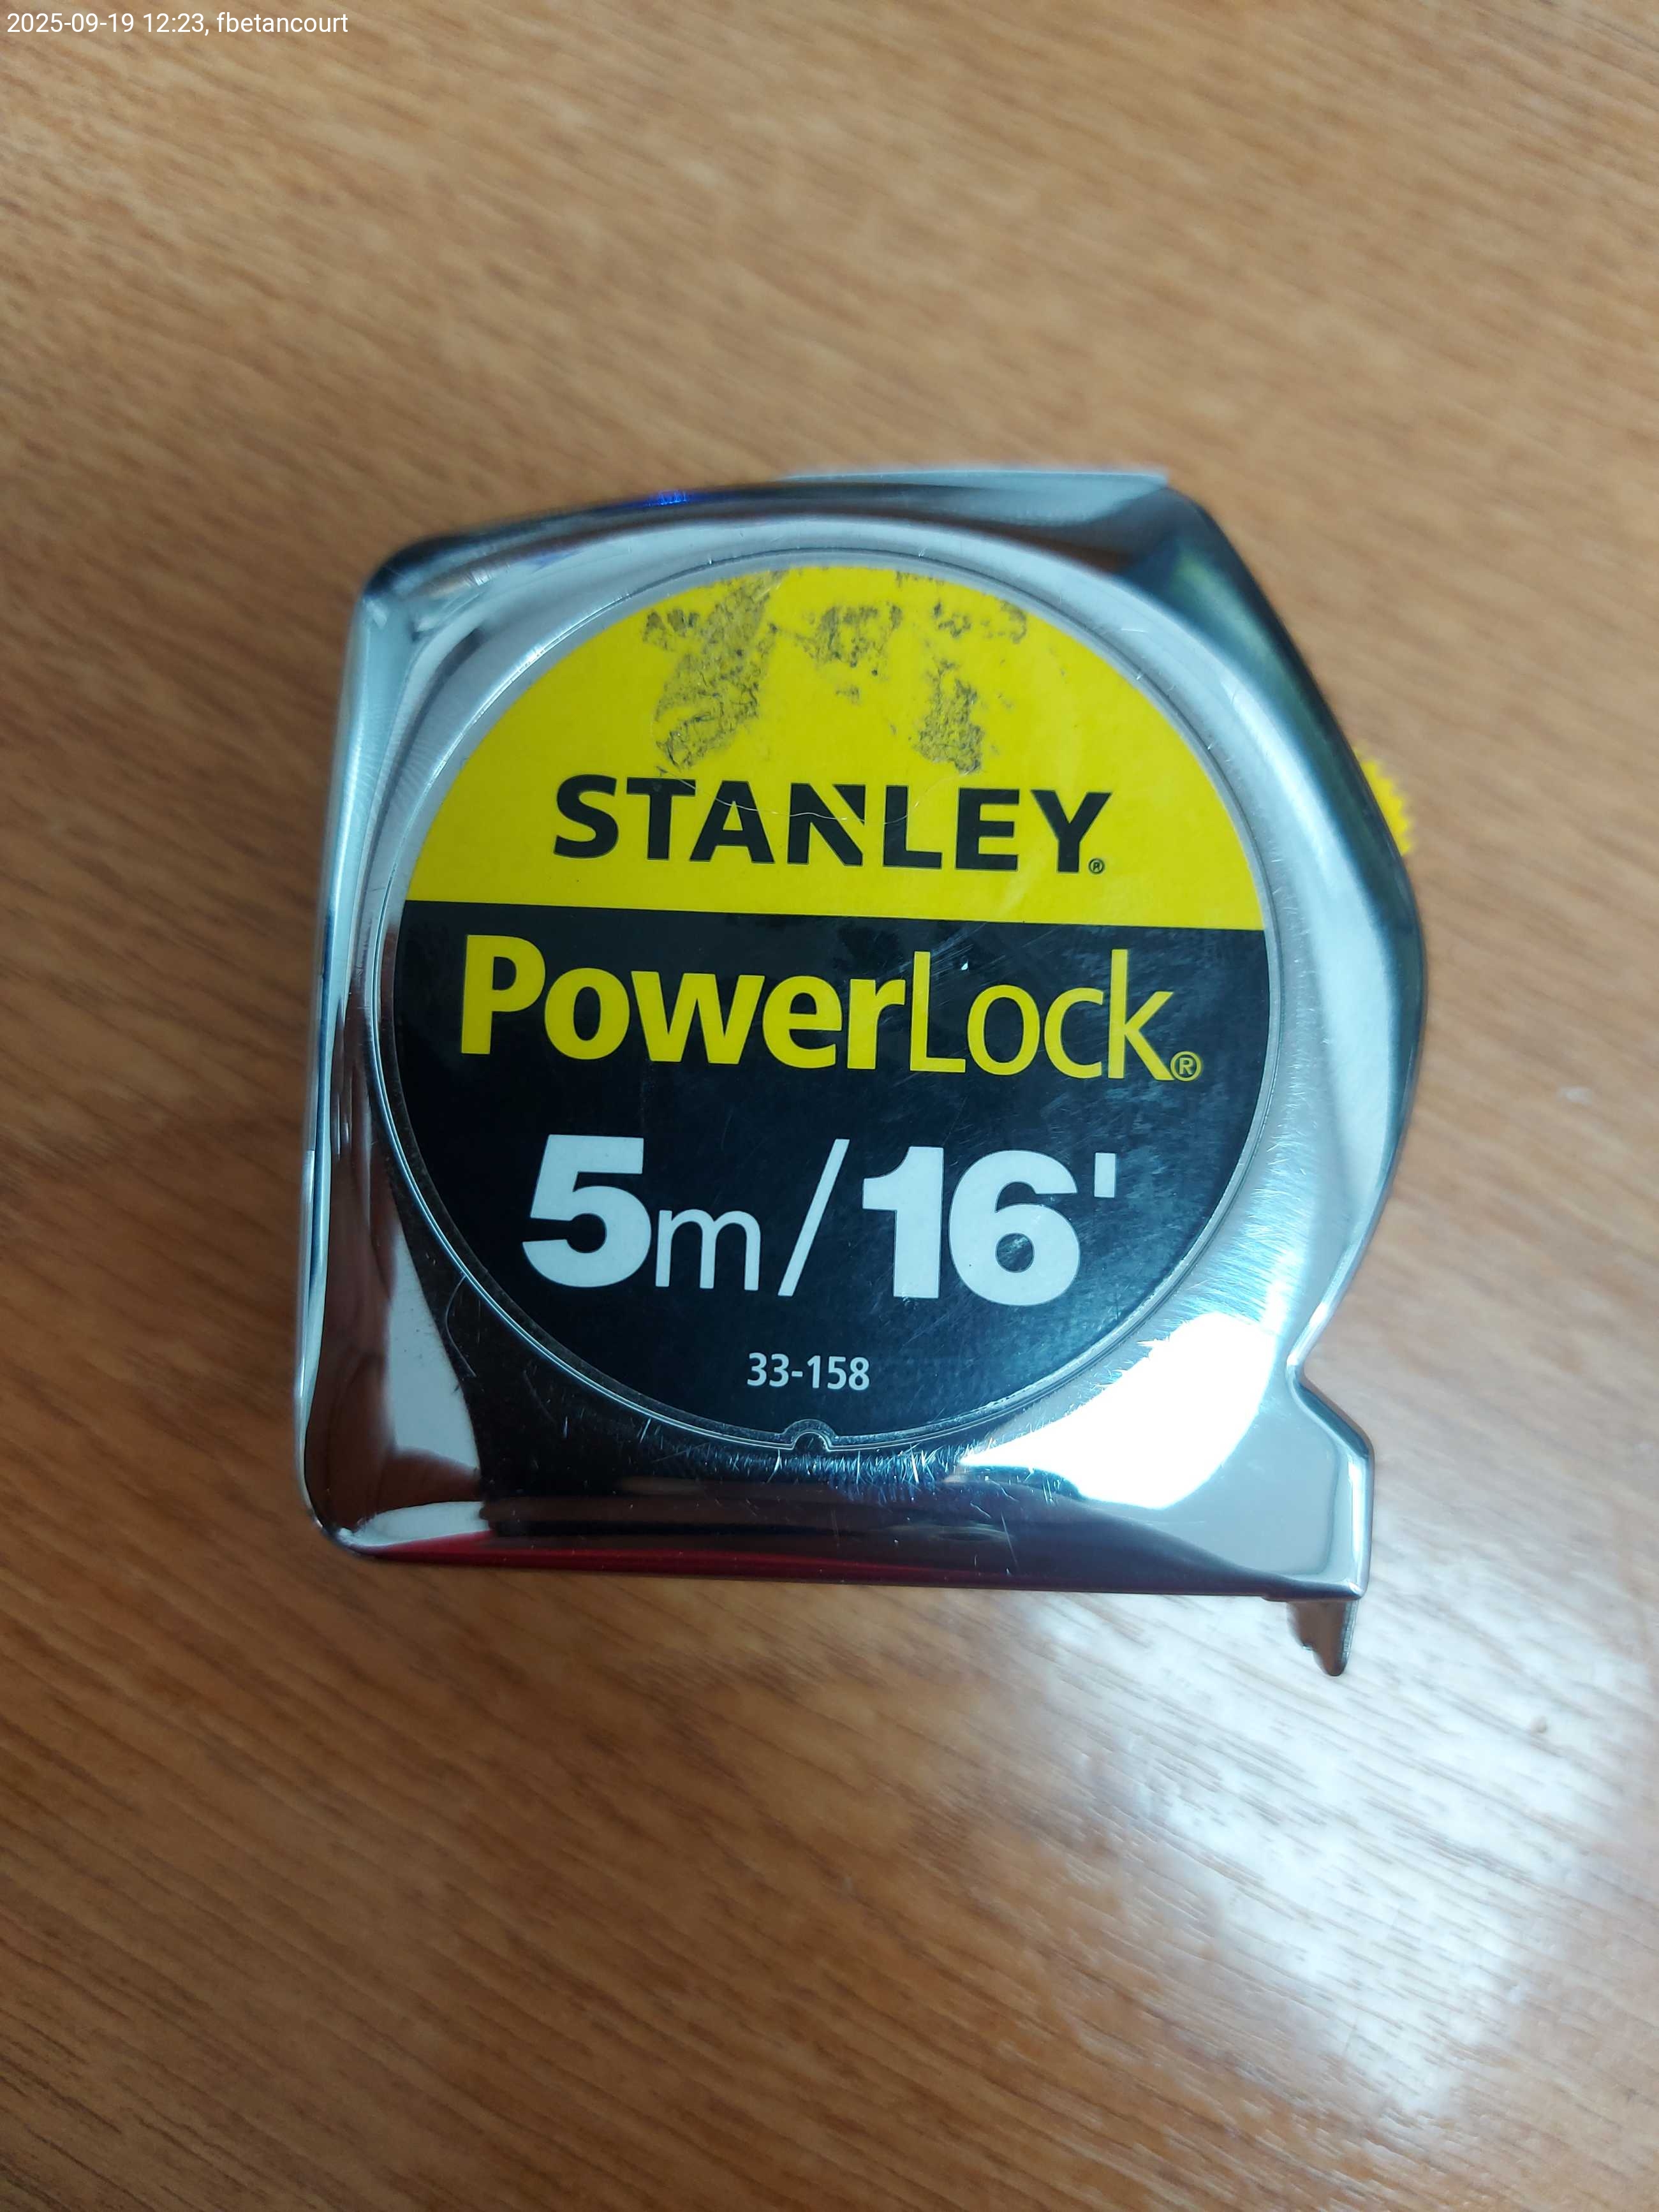 2025-09-19 12:23, fbetancourt
STANLEY®
PowerLock®
5m/16'
33-158